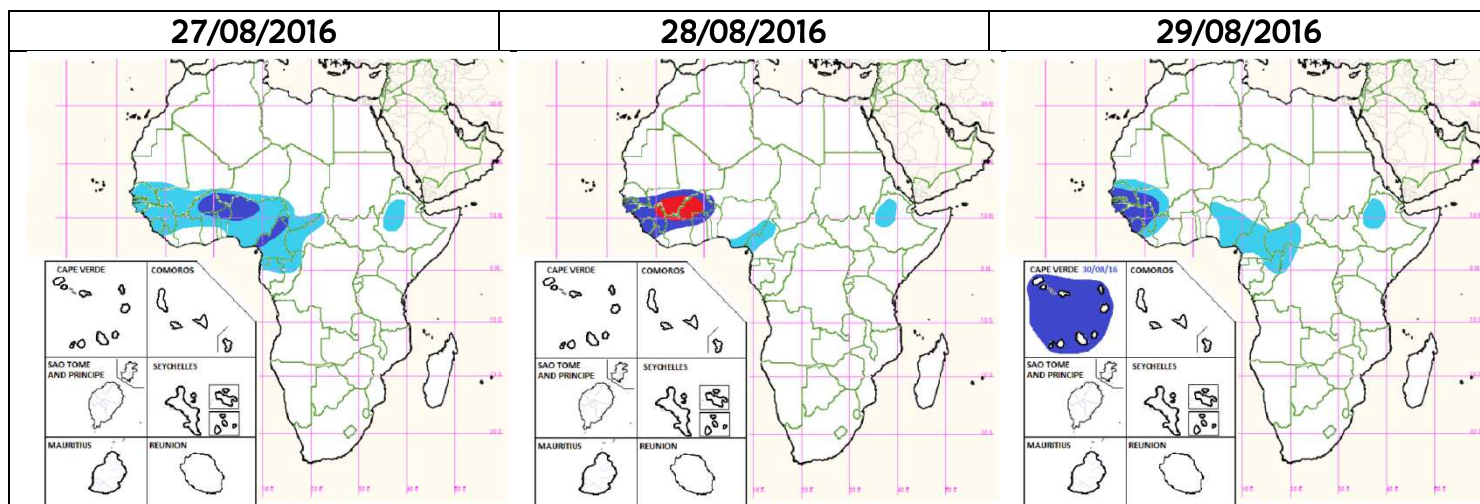 27/08/2016
28/08/2016
29/08/2016
CAPE VERDE
COMOROS
SAO TOME
AND PRINCIPE
SEYCHELLES
MAURITIUS
REUNION
CAPE VERDE
COMOROS
SAO TOME
AND PRINCIPE
SEYCHELLES
MAURITIUS
REUNION
CAPE VERDE 30/08/16
COMOROS
SAO TOME
AND PRINCIPE
SEYCHELLES
MAURITIUS
REUNION